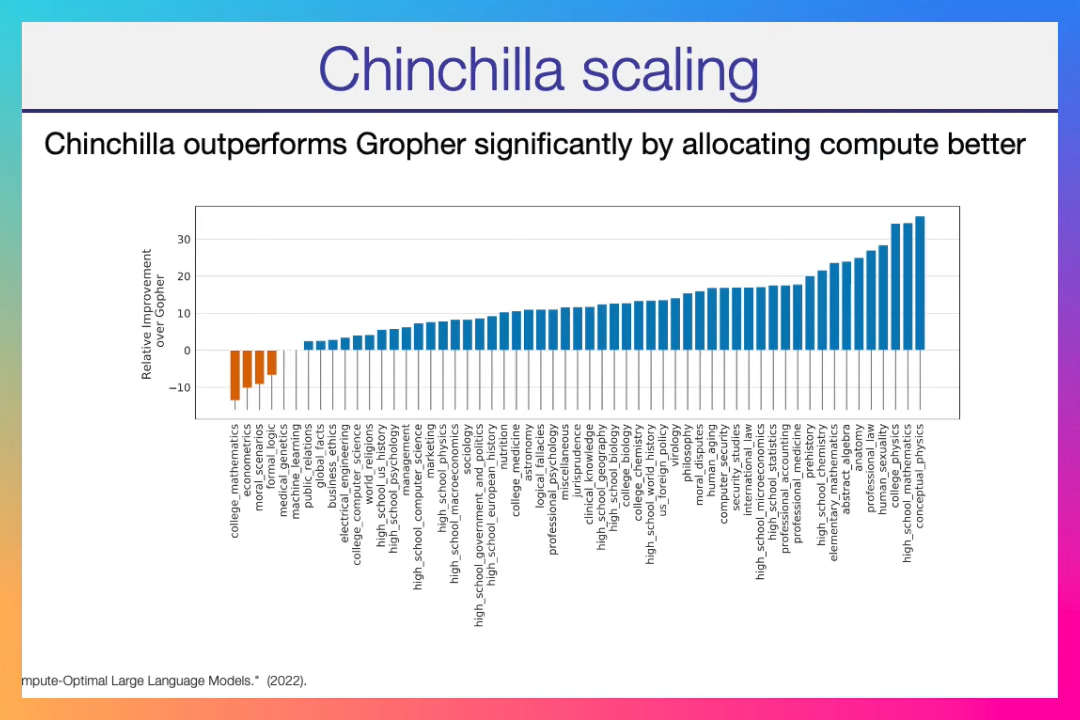 Chinchilla scaling
Chinchilla outperforms Gropher significantly by allocating compute better
Relative Improvement
over Gopher
30
20
10
0
−10
college_mathematics
econometrics
moral_scenarios
formal_logic
medical_genetics
machine_learning
public_relations
global_facts
business_ethics
electrical_engineering
college_computer_science
world_religions
high_school_us_history
high_school_psychology
management
high_school_computer_science
marketing
high_school_physics
high_school_macroeconomics
sociology
high_school_government_and_politics
high_school_european_history
nutrition
college_medicine
astronomy
logical_fallacies
professional_psychology
miscellaneous
jurisprudence
clinical_knowledge
high_school_geography
high_school_biology
college_biology
college_chemistry
high_school_world_history
us_foreign_policy
virology
philosophy
moral_disputes
human_aging
computer_security
security_studies
international_law
high_school_microeconomics
high_school_statistics
professional_accounting
professional_medicine
prehistory
high_school_chemistry
elementary_mathematics
abstract_algebra
anatomy
professional_law
human_sexuality
college_physics
high_school_mathematics
conceptual_physics
mpute-Optimal Large Language Models." (2022).